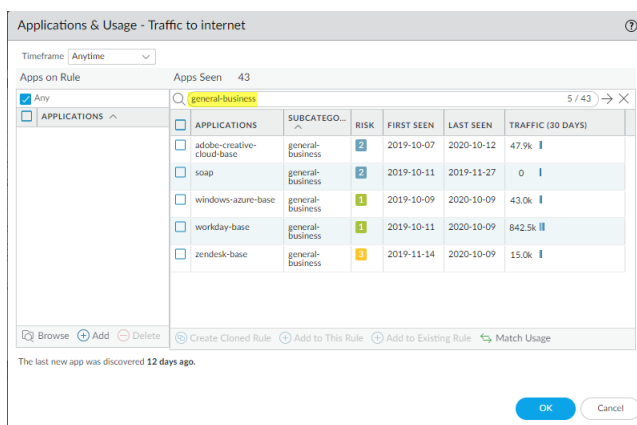 Applications & Usage - Traffic to internet
Timeframe Anytime
Apps on Rule
Apps Seen 43
Any
general-business 5 / 43
APPLICATIONS
APPLICATIONS SUBCATEGO... RISK FIRST SEEN LAST SEEN TRAFFIC (30 DAYS)
adobe-creative-cloud-base general-business 2 2019-10-07 2020-10-12 47.9k
soap general-business 2 2019-10-11 2019-11-27 0
windows-azure-base general-business 1 2019-10-09 2020-10-09 43.0k
workday-base general-business 1 2019-10-11 2020-10-09 842.5k
zendesk-base general-business 3 2019-11-14 2020-10-09 15.0k
Browse Add Delete
Create Cloned Rule Add to This Rule Add to Existing Rule Match Usage
The last new app was discovered 12 days ago.
OK Cancel